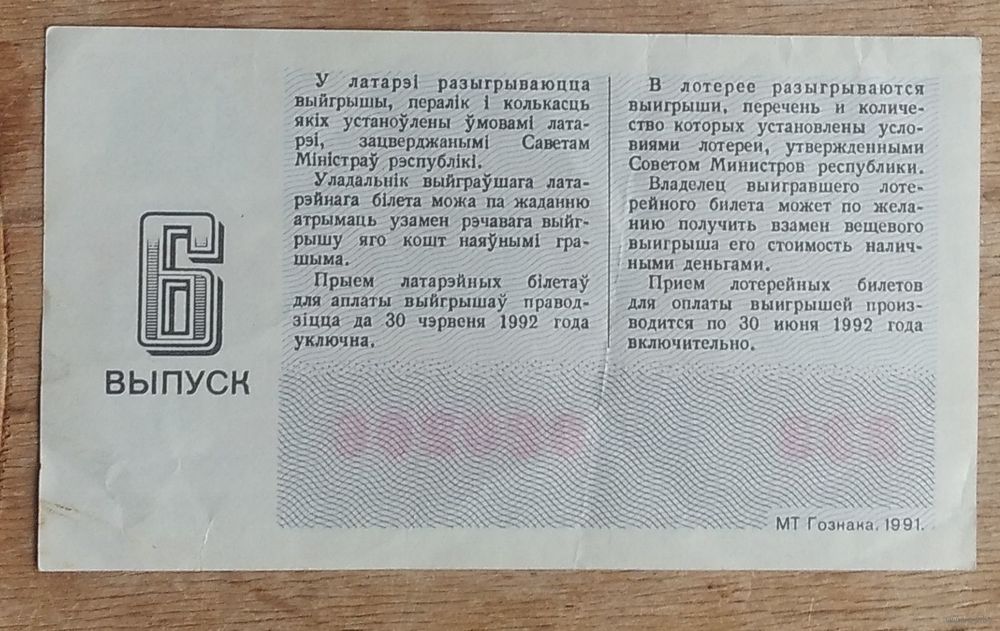 У латарэі разыгрываюцца
выйгрышы, пералік і колькасць
якіх устаноўлены ўмовамі лата-
рэі, зацверджанымі Саветам
Міністраў рэспублікі.
Уладальнік выйграўшага лата-
рэйнага білета можа па жаданню
атрымаць узамен рэчавага выйг-
рышу яго кошт наяўнымі гра-
шыма.
Прыем латарэйных білетаў
для аплаты выйгрышаў праводзіцца
зіцца да 30 чэрвеня 1992 года
уключна.
В лотерее разыгрываются
выигрыши, перечень и количе-
ство которых установлены усло-
виями лотереи, утвержденными
Советом Министров республики.
Владелец выигравшего лоте-
рейного билета может по жела-
нию получить взамен вещевого
выигрыша его стоимость налич-
ными деньгами.
Прием лотерейных билетов
для оплаты выигрышей произ-
водится по 30 июня 1992 года
включительно.
6
ВЫПУСК
МТ Гознака. 1991.